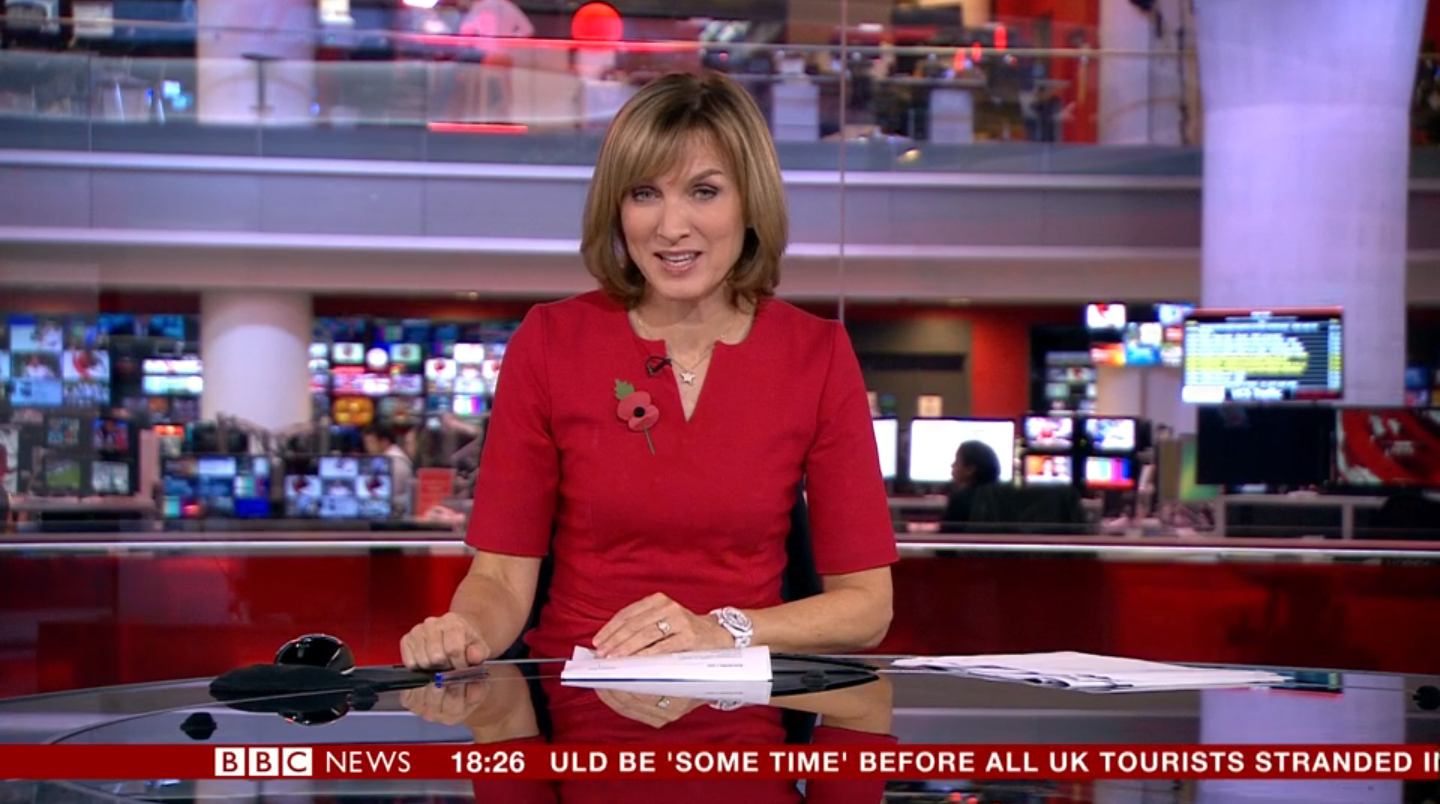 BBC NEWS 18:26 ULD BE 'SOME TIME' BEFORE ALL UK TOURISTS STRANDED I